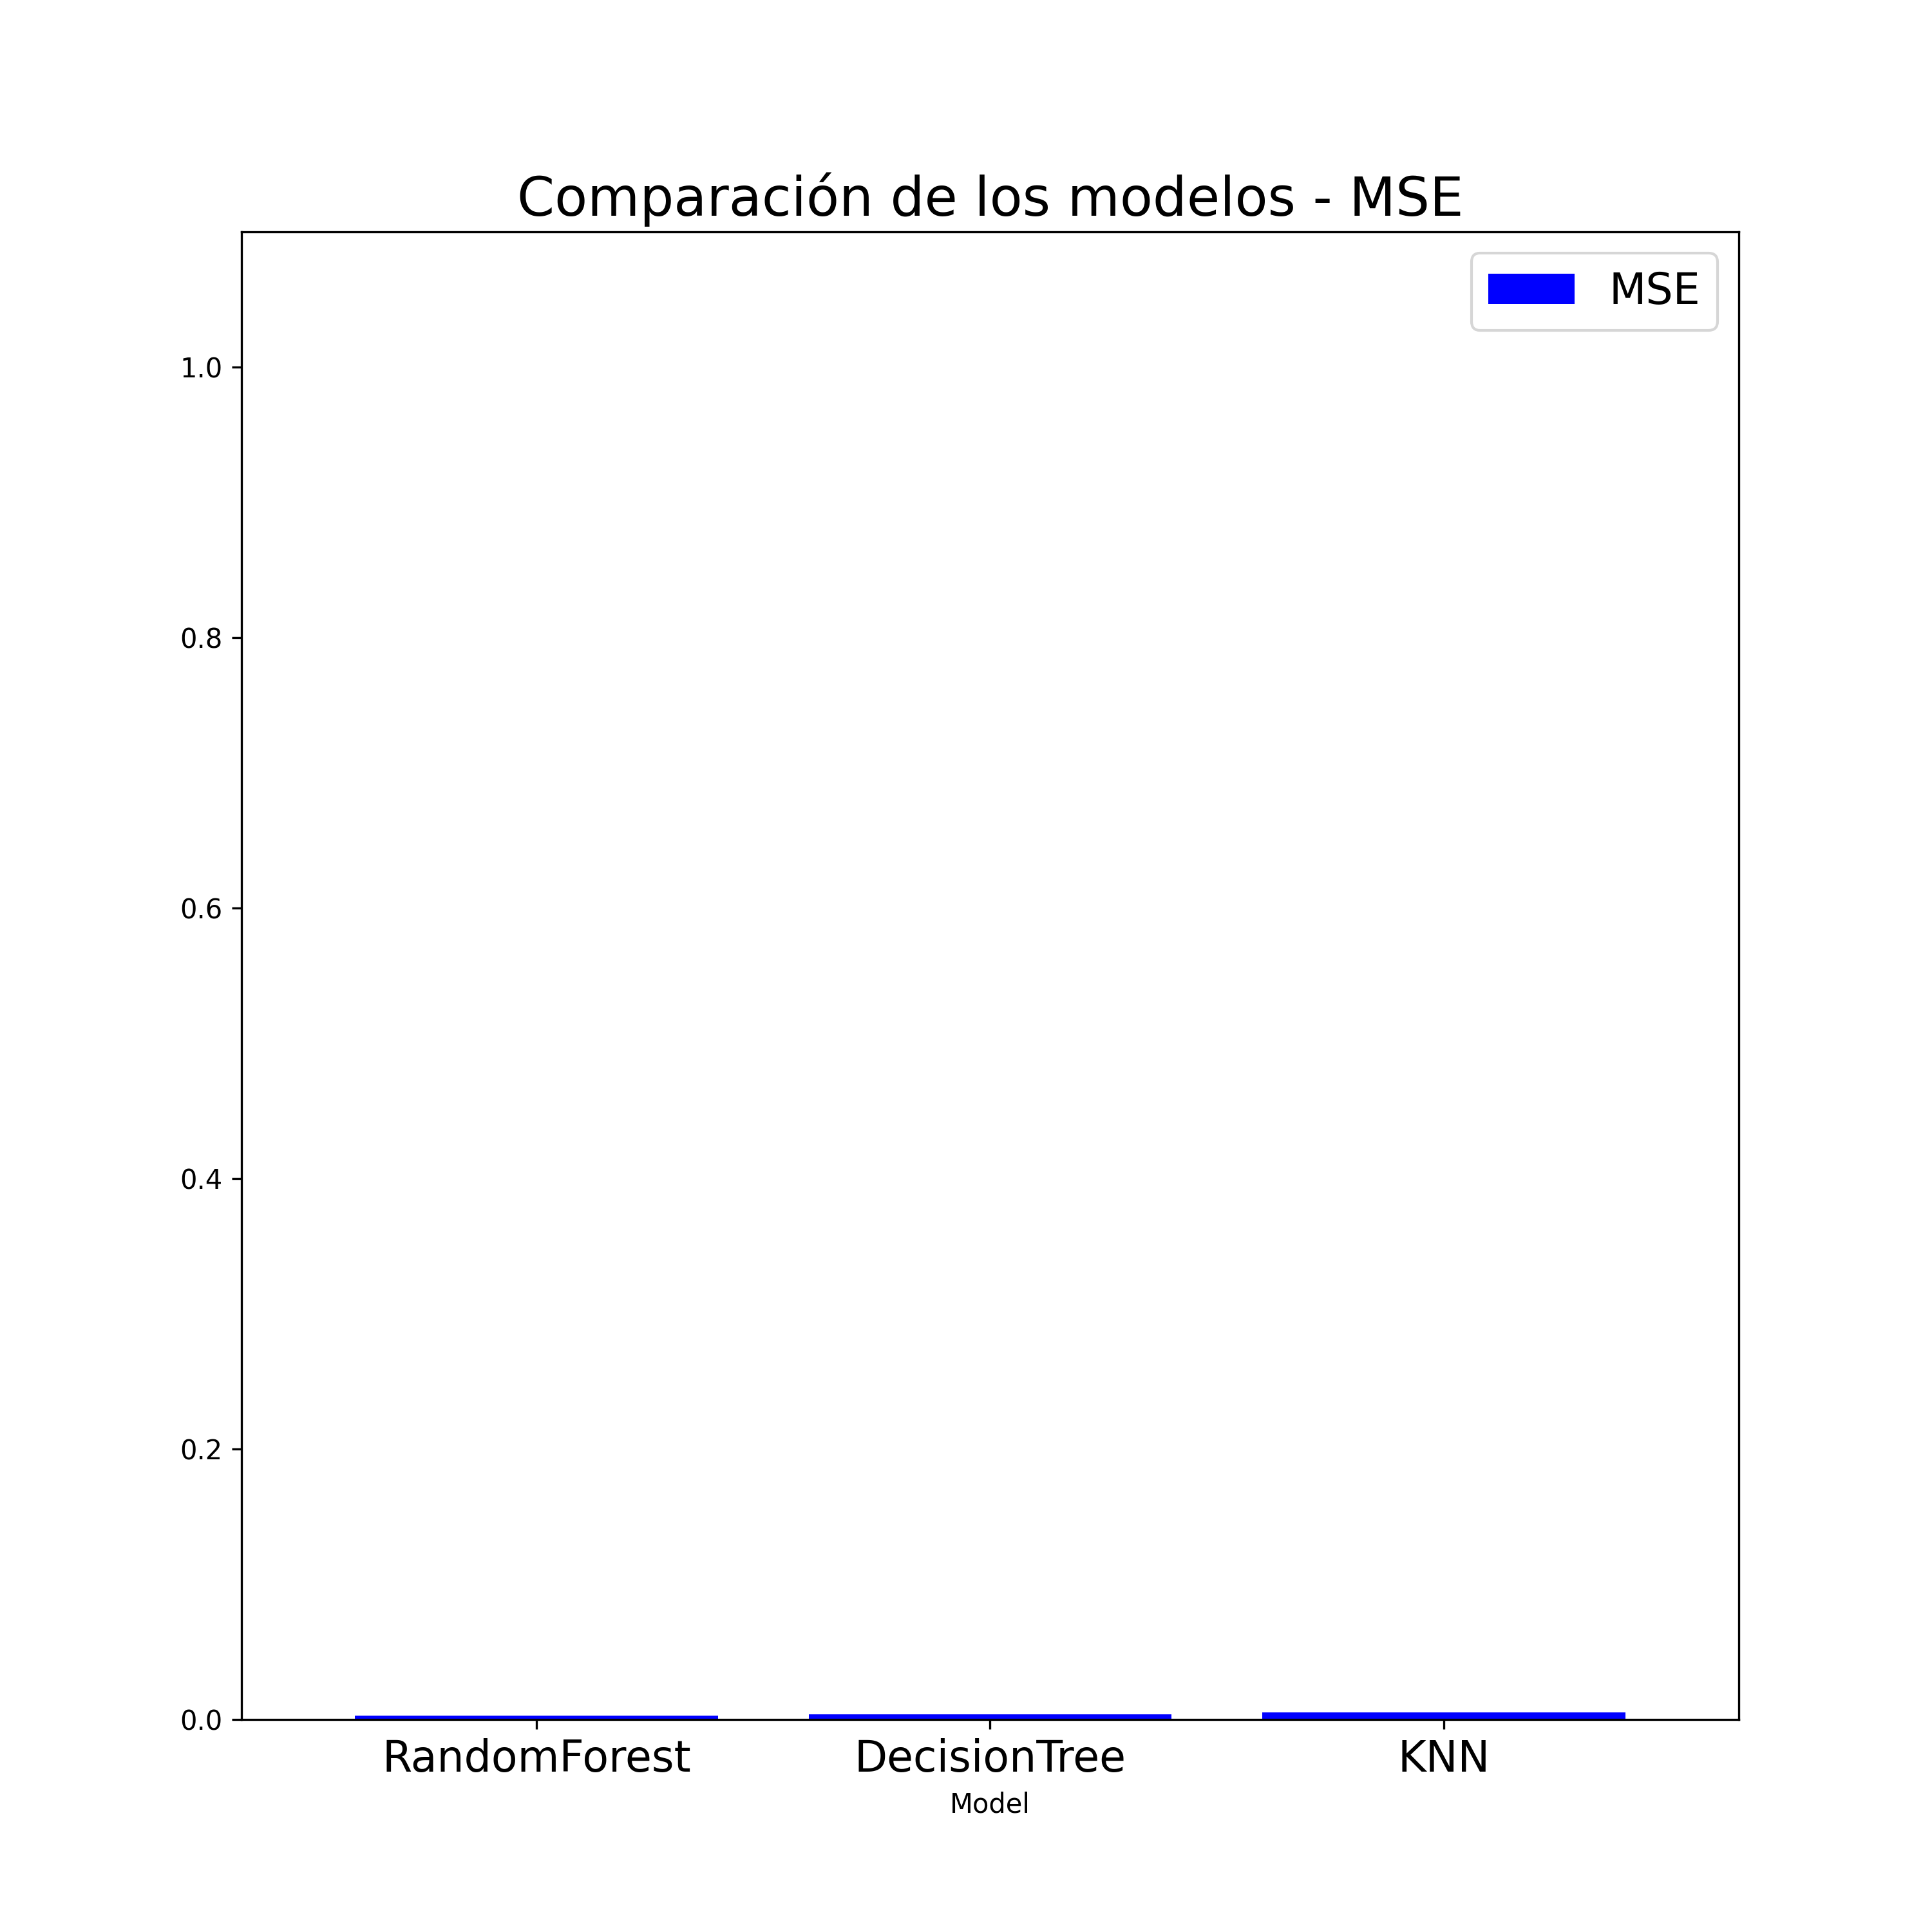 Comparación de los modelos - MSE
MSE
1.0
0.8
0.6
0.4
0.2
0.0
RandomForest DecisionTree KNN
Model